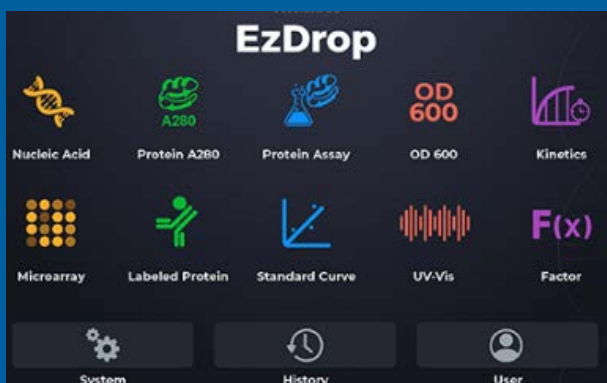 EzDrop
A280
OD
600
Nucleic Acid
Protein A280
Protein Assay
OD 600
Kinetics
F(x)
Microarray
Labeled Protein
Standard Curve
UV-Vis
Factor
System
History
User